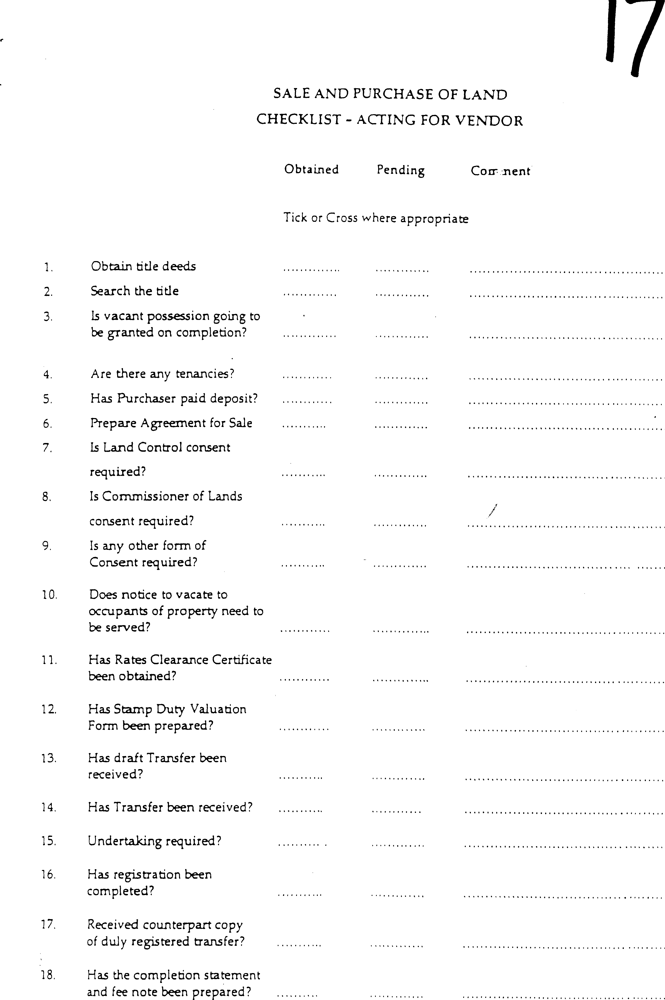 17
SALE AND PURCHASE OF LAND
CHECKLIST - ACTING FOR VENDOR
Obtained Pending Comment
Tick or Cross where appropriate
1. Obtain title deeds .............. ............. ...................................
2. Search the title ............. ............. ...................................
3. Is vacant possession going to
be granted on completion? ............. ............. ...................................
4. Are there any tenancies? ............ ............. ...................................
5. Has Purchaser paid deposit? ............ ............. ...................................
6. Prepare Agreement for Sale ........... ............. ...................................
7. Is Land Control consent
required? ........... ............. ...................................
8. Is Commissioner of Lands
consent required? ........... ............. ...................................
9. Is any other form of
Consent required? ........... ............. ...................................
10. Does notice to vacate to
occupants of property need to
be served? ............ .............. ...................................
11. Has Rates Clearance Certificate
been obtained? ............ .............. ...................................
12. Has Stamp Duty Valuation
Form been prepared? ............ ............. ...................................
13. Has draft Transfer been
received? ........... ............. ...................................
14. Has Transfer been received? ........... ............ ...................................
15. Undertaking required? .......... . ............. ...................................
16. Has registration been
completed? ........... ............. ...................................
17. Received counterpart copy
of duly registered transfer? ........... ............. ...................................
18. Has the completion statement
and fee note been prepared? .......... ............. ...................................